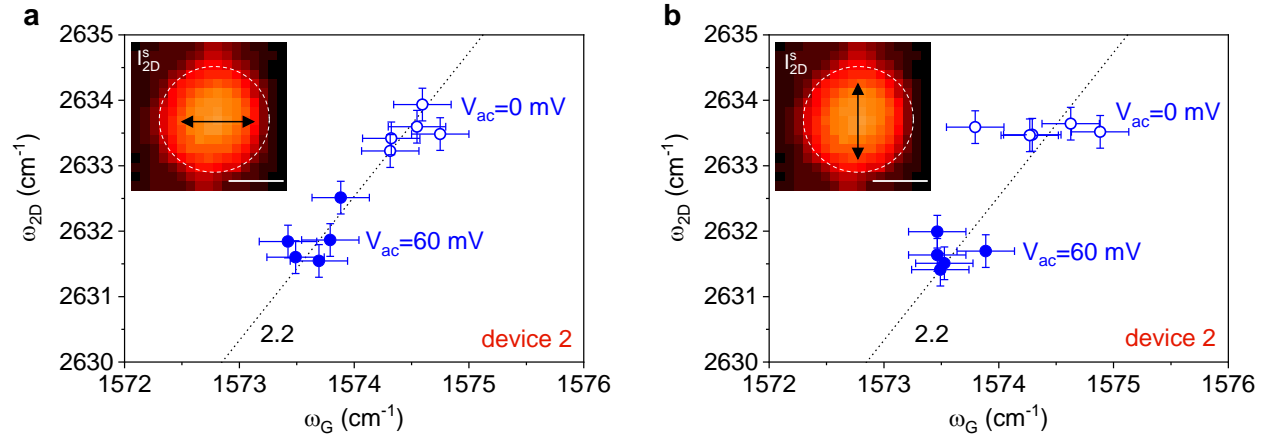 a
2635
2634
2633
2632
2631
2630
ω2D (cm-1)
Is2D
Vac=0 mV
Vac=60 mV
2.2
device 2
1572
1573
1574
1575
1576
ωG (cm-1)
b
2635
2634
2633
2632
2631
2630
ω2D (cm-1)
Is2D
Vac=0 mV
Vac=60 mV
2.2
device 2
1572
1573
1574
1575
1576
ωG (cm-1)